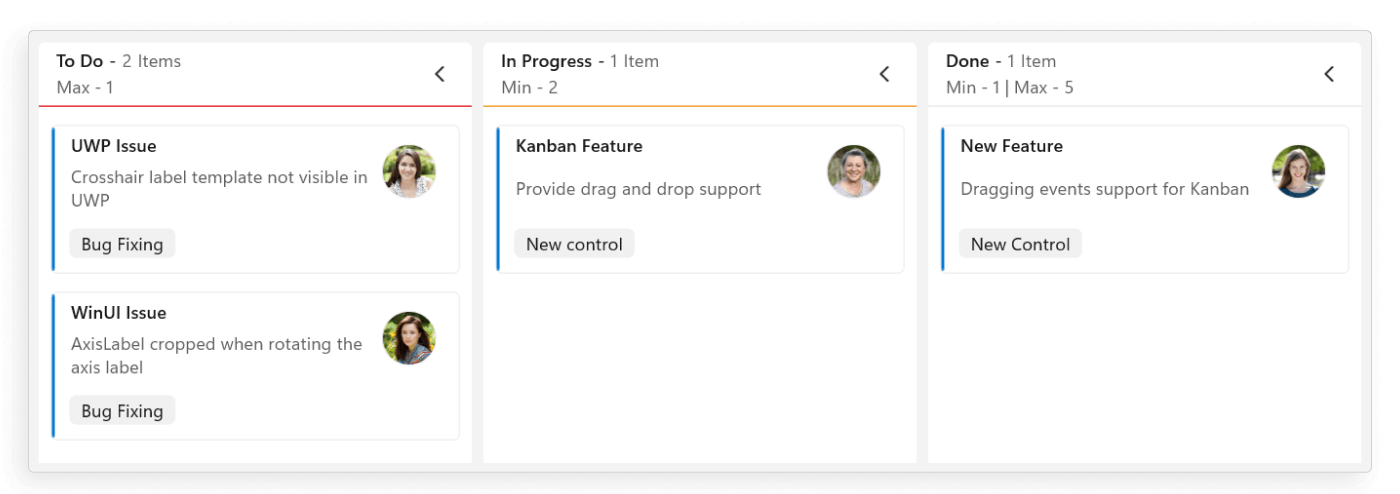 To Do - 2 Items
Max - 1
UWP Issue
Crosshair label template not visible in
UWP
Bug Fixing
WinUI Issue
AxisLabel cropped when rotating the
axis label
Bug Fixing
In Progress - 1 Item
Min - 2
Kanban Feature
Provide drag and drop support
New control
Done - 1 Item
Min - 1 | Max - 5
New Feature
Dragging events support for Kanban
New Control